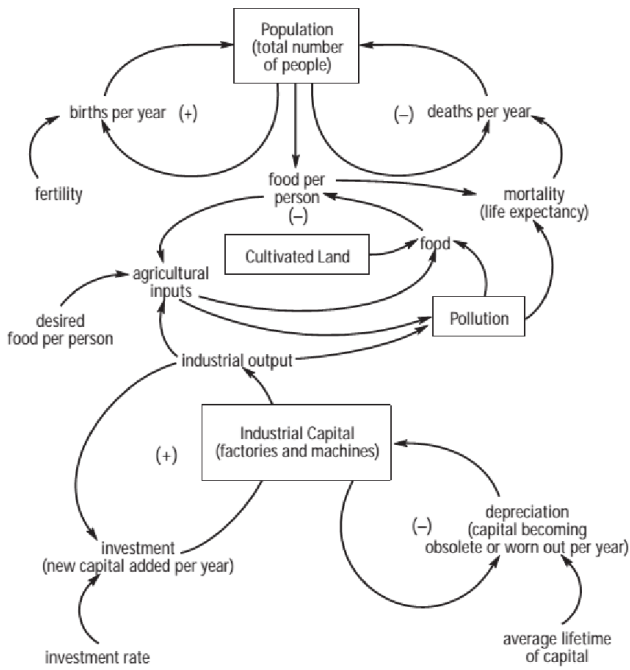 Population
(total number
of people)
births per year (+)
(–) deaths per year
fertility
food per
person
(–)
mortality
(life expectancy)
Cultivated Land
food
agricultural
inputs
desired
food per person
Pollution
industrial output
Industrial Capital
(factories and machines)
(+)
(–)
depreciation
(capital becoming
obsolete or worn out per year)
investment
(new capital added per year)
investment rate
average lifetime
of capital